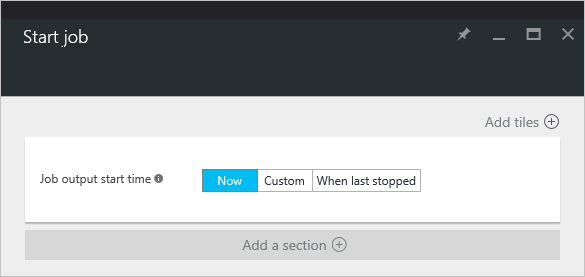 Start job
Add tiles
Job output start time
Now Custom When last stopped
Add a section